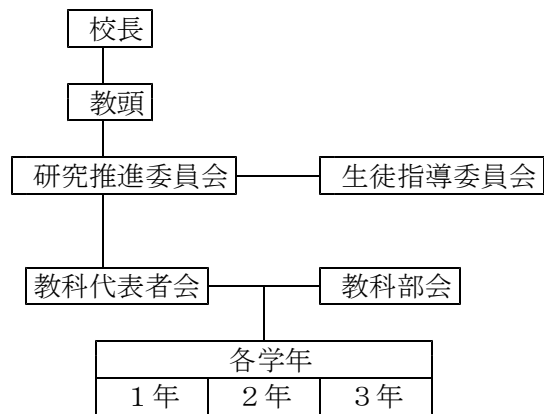 校長
教頭
研究推進委員会 生徒指導委員会
教科代表者会 教科部会
各学年
１年 ２年 ３年